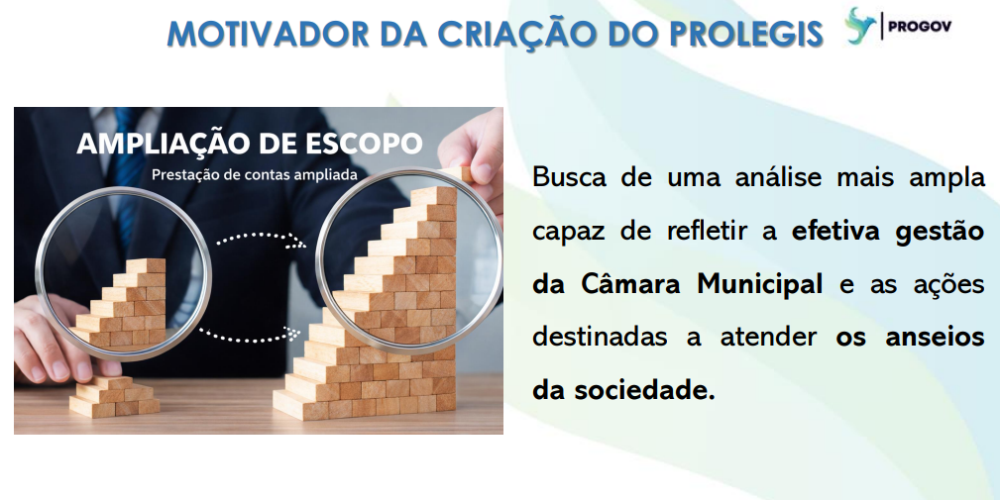 MOTIVADOR DA CRIAÇÃO DO PROLEGIS
PROGOV
AMPLIAÇÃO DE ESCOPO
Prestação de contas ampliada
Busca de uma análise mais ampla
capaz de refletir a efetiva gestão
da Câmara Municipal e as ações
destinadas a atender os anseios
da sociedade.